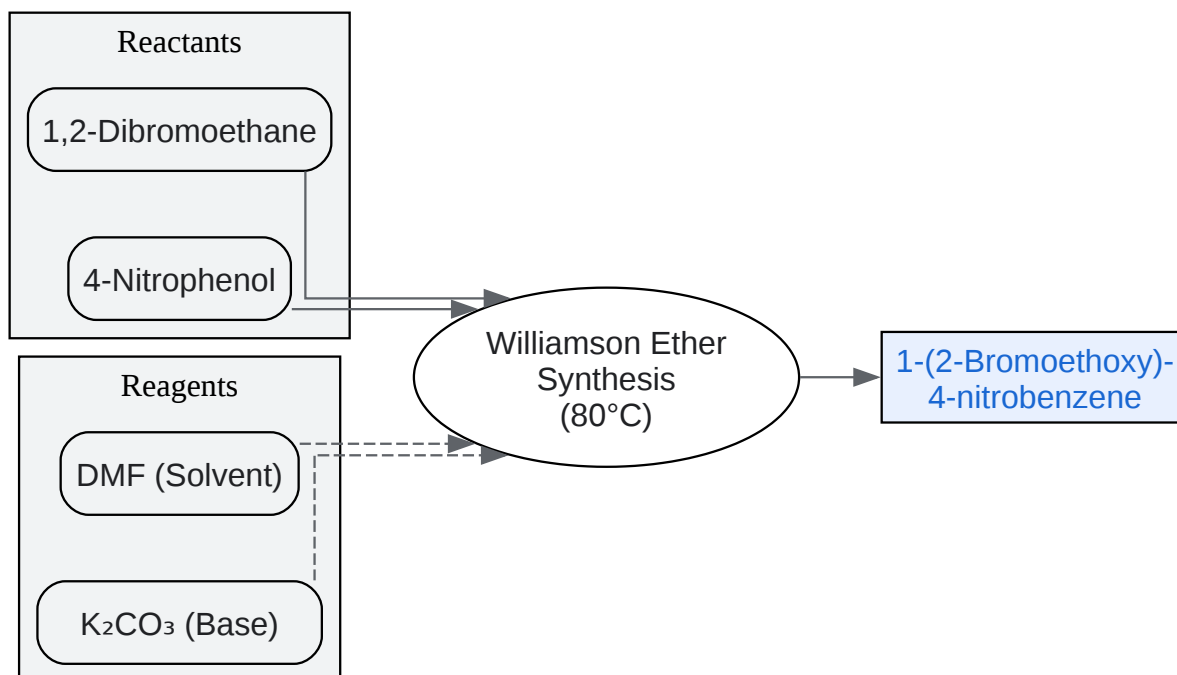 Reactants
1,2-Dibromoethane
4-Nitrophenol
Reagents
DMF (Solvent)
K₂CO₃ (Base)
Williamson Ether
Synthesis
(80°C)
1-(2-Bromoethoxy)-
4-nitrobenzene